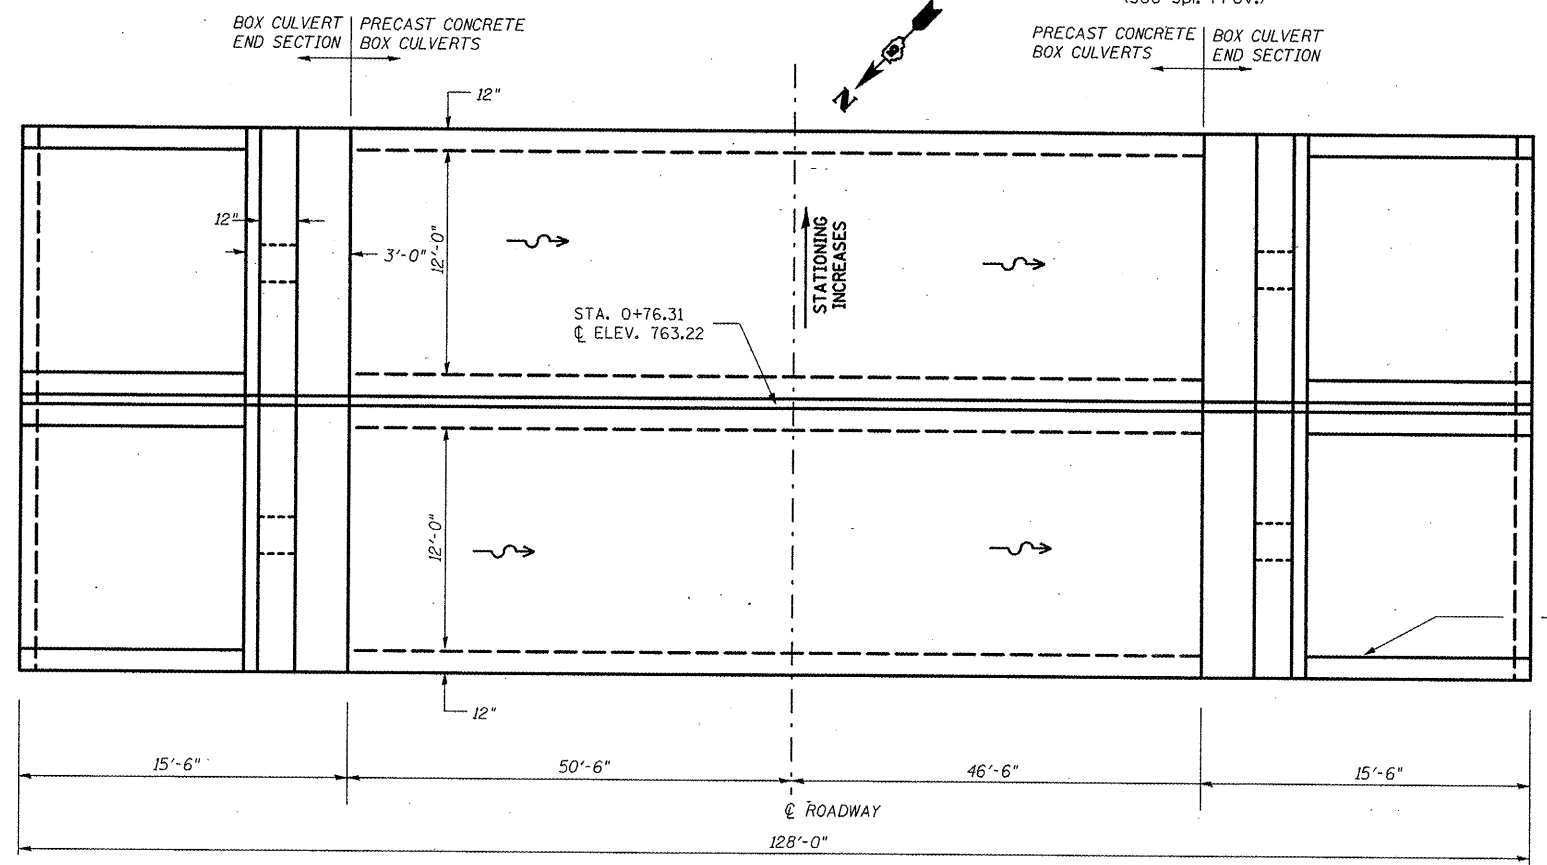 BOX CULVERT
END SECTION
PRECAST CONCRETE
BOX CULVERTS
12"
N
PRECAST CONCRETE
BOX CULVERTS
BOX CULVERT
END SECTION
12"
3'-0"
12'-0"
STATIONING
INCREASES
STA. 0+76.31
℄ ELEV. 763.22
12'-0"
12"
15'-6"
50'-6"
46'-6"
15'-6"
℄ ROADWAY
128'-0"